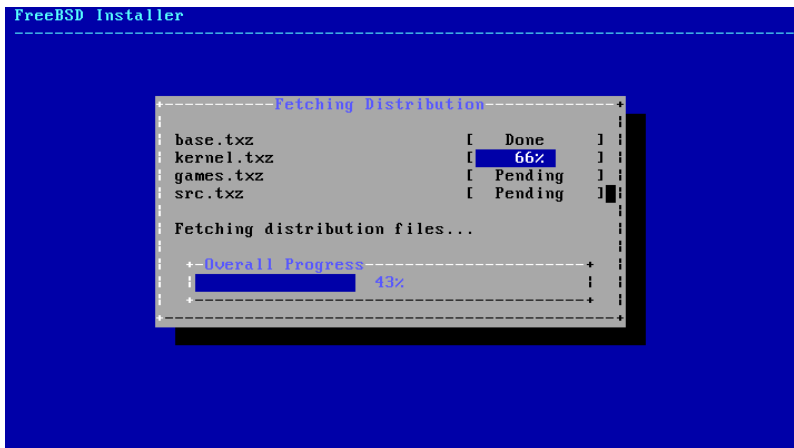 FreeBSD Installer
Fetching Distribution
base.txz [ Done ]
kernel.txz [ 66% ]
games.txz [ Pending ]
src.txz [ Pending ]
Fetching distribution files...
Overall Progress
43%